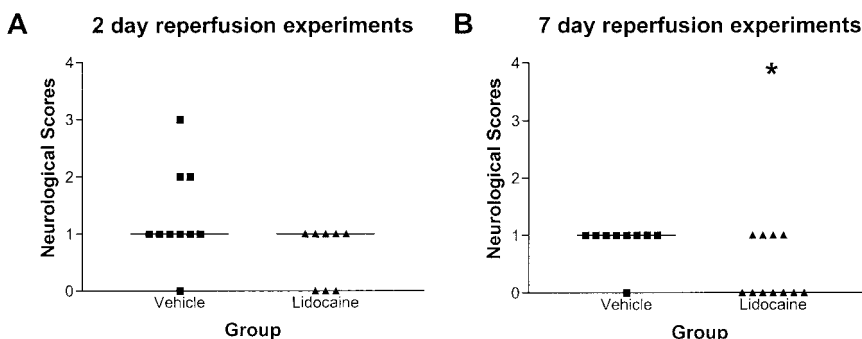 A 2 day reperfusion experiments
Neurological Scores
4
3
2
1
0
Vehicle Lidocaine
Group
B 7 day reperfusion experiments
Neurological Scores
4
3
2
1
0
*
Vehicle Lidocaine
Group